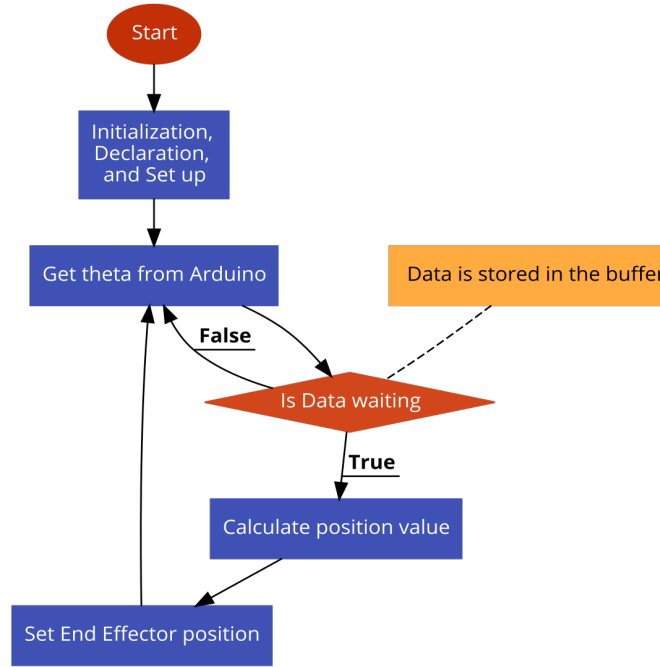 Start
Initialization,
Declaration,
and Set up
Get theta from Arduino
Data is stored in the buffer
False
Is Data waiting
True
Calculate position value
Set End Effector position